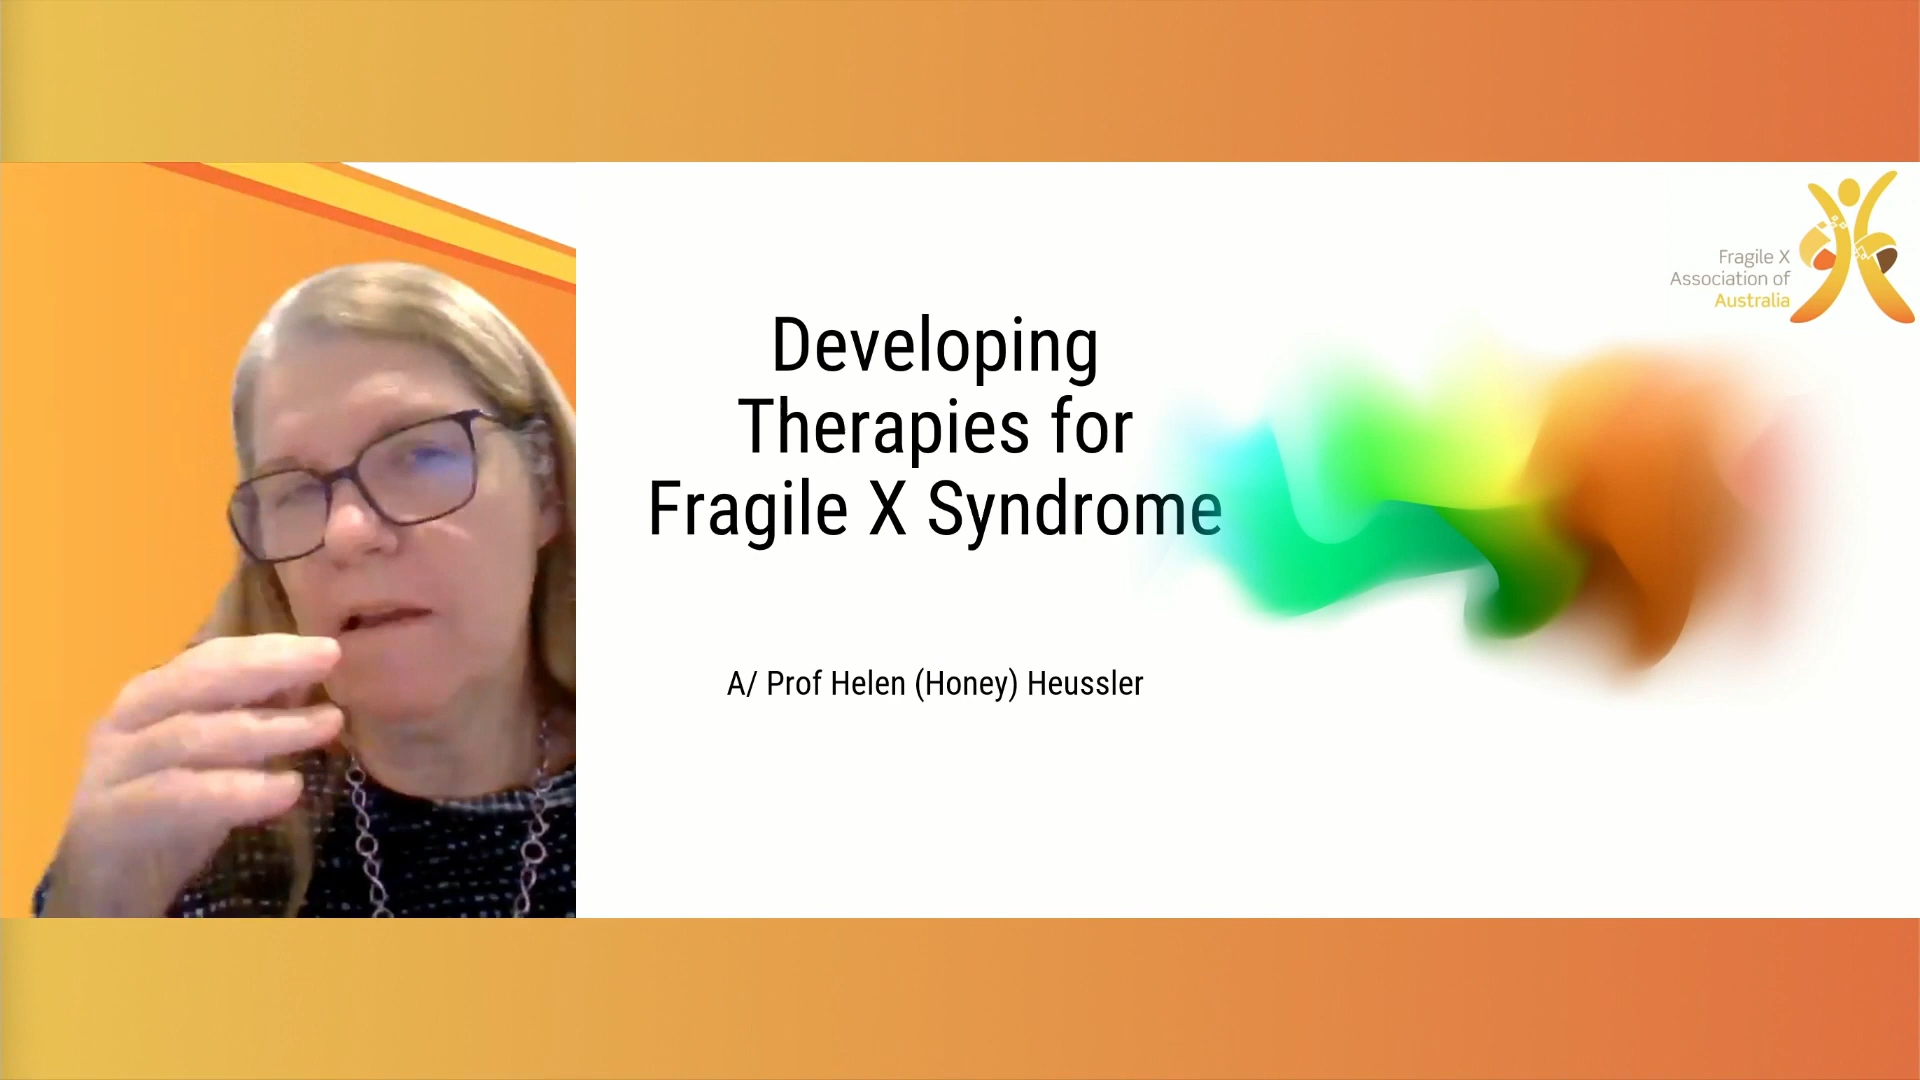 Fragile X
Association of
Australia
Developing
Therapies for
Fragile X Syndrome
A/ Prof Helen (Honey) Heussler